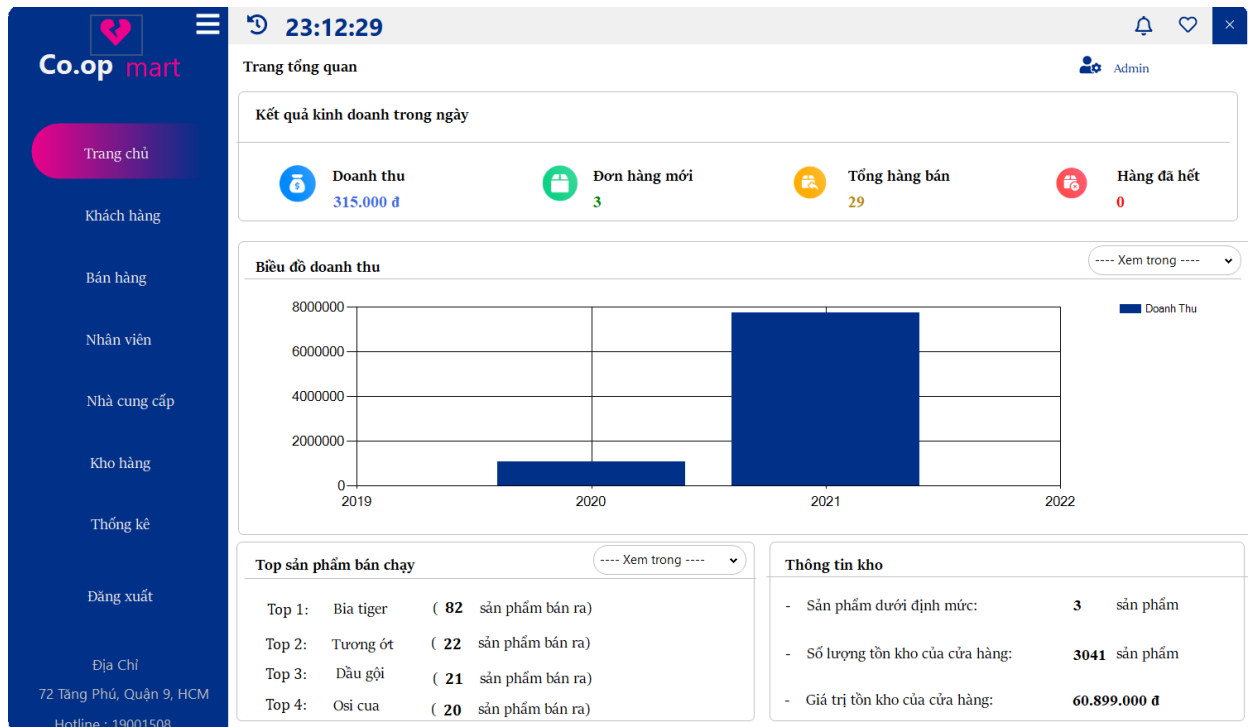 Co.op mart
Trang chủ
Khách hàng
Bán hàng
Nhân viên
Nhà cung cấp
Kho hàng
Thống kê
Đăng xuất
Địa Chỉ
72 Tăng Phú, Quận 9, HCM
Hotline : 19001508
23:12:29
Trang tổng quan
Admin
Kết quả kinh doanh trong ngày
Doanh thu
315.000 đ
Đơn hàng mới
3
Tổng hàng bán
29
Hàng đã hết
0
Biều đồ doanh thu
---- Xem trong ----
8000000
6000000
4000000
2000000
0
2019 2020 2021 2022
Doanh Thu
Top sản phẩm bán chạy
---- Xem trong ----
Top 1: Bia tiger ( 82 sản phẩm bán ra)
Top 2: Tương ớt ( 22 sản phẩm bán ra)
Top 3: Dầu gội ( 21 sản phẩm bán ra)
Top 4: Osi cua ( 20 sản phẩm bán ra)
Thông tin kho
- Sản phẩm dưới định mức: 3 sản phẩm
- Số lượng tồn kho của cửa hàng: 3041 sản phẩm
- Giá trị tồn kho của cửa hàng: 60.899.000 đ